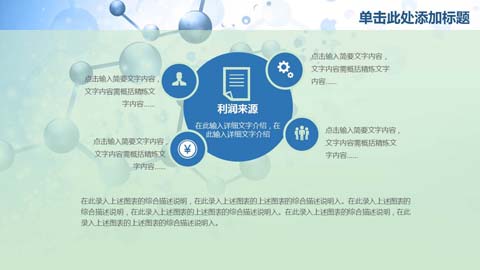 单击此处添加标题
点击输入简要文字内容，
文字内容需概括精炼文
字内容......
点击输入简要文字内容，
文字内容需概括精炼文字
内容......
利润来源
在此输入详细文字介绍，在
此输入详细文字介绍
点击输入简要文字内容，
文字内容需概括精炼文
字内容......
点击输入简要文字内容，
文字内容需概括精炼文字
内容......
在此录入上述图表的综合描述说明，在此录入上述图表的上述图表的综合描述说明入。在此录入上述图表的
综合描述说明，在此录入上述图表的上述图表的综合描述说明入。在此录入上述图表的综合描述说明，在此
录入上述图表的上述图表的综合描述说明入。